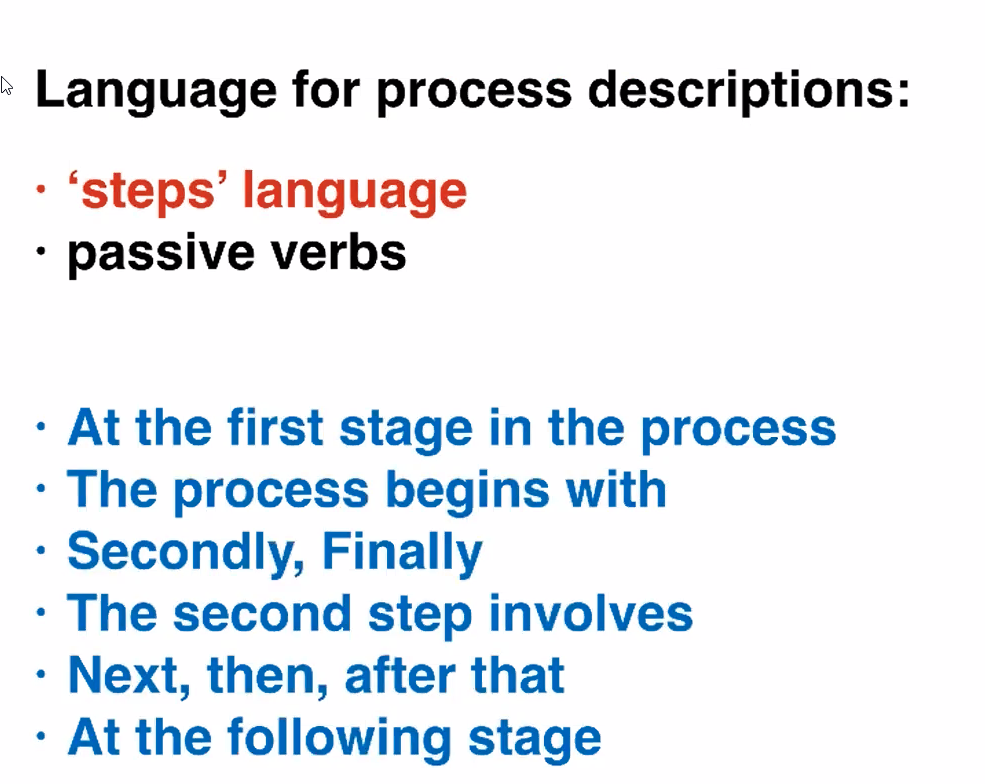 Language for process descriptions:
· ‘steps’ language
· passive verbs
· At the first stage in the process
· The process begins with
· Secondly, Finally
· The second step involves
· Next, then, after that
· At the following stage